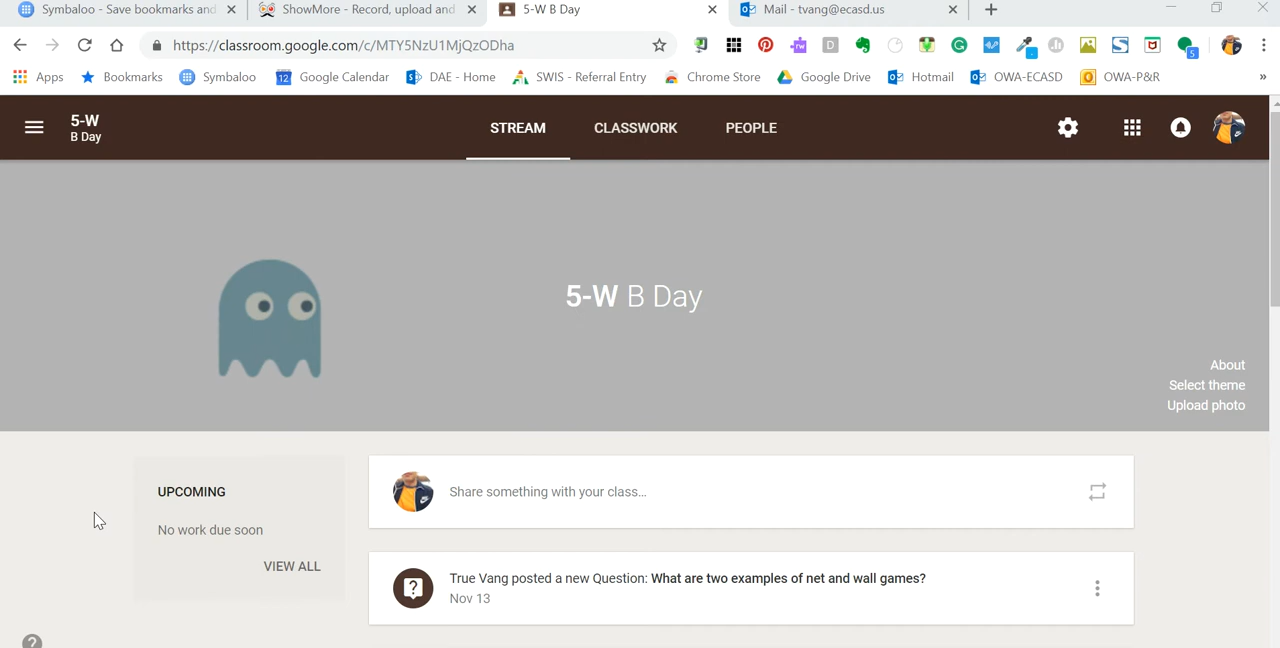 Symbaloo - Save bookmarks and
ShowMore - Record, upload and
5-W B Day
Mail - tvang@ecasd.us
https://classroom.google.com/c/MTY5NzU1MjQzODha
Apps
Bookmarks
Symbaloo
12
Google Calendar
DAE - Home
SWIS - Referral Entry
Chrome Store
Google Drive
Hotmail
OWA-ECASD
OWA-P&R
»
5-W
B Day
STREAM
CLASSWORK
PEOPLE
5-W B Day
About
Select theme
Upload photo
UPCOMING
No work due soon
VIEW ALL
Share something with your class...
True Vang posted a new Question: What are two examples of net and wall games?
Nov 13